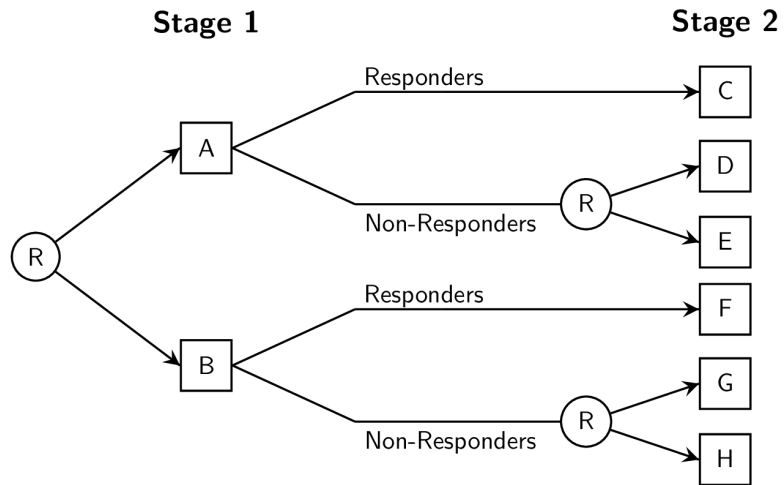 Stage 1
Stage 2
Responders
C
A
D
R
Non-Responders
E
R
Responders
F
B
G
R
Non-Responders
H